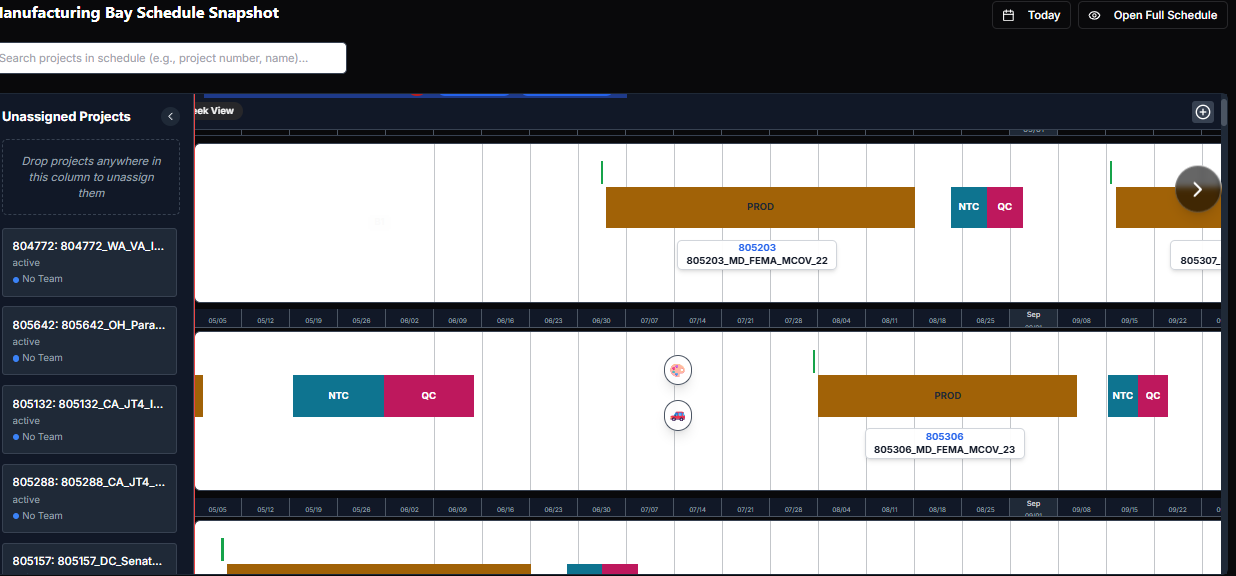 Manufacturing Bay Schedule Snapshot
Today
Open Full Schedule
Search projects in schedule (e.g., project number, name)...
Unassigned Projects
Week View
Drop projects anywhere in
this column to unassign
them
804772: 804772_WA_VA_I...
active
No Team
805642: 805642_OH_Para...
active
No Team
805132: 805132_CA_JT4_I...
active
No Team
805288: 805288_CA_JT4_...
active
No Team
805157: 805157_DC_Senat...
PROD
NTC
QC
805203
805203_MD_FEMA_MCOV_22
805307_
05/05 05/12 05/19 05/26 06/02 06/09 06/16 06/23 06/30 07/07 07/14 07/21 07/28 08/04 08/11 08/18 08/25 Sep 09/08 09/15 09/22
NTC
QC
PROD
NTC
QC
805306
805306_MD_FEMA_MCOV_23
05/05 05/12 05/19 05/26 06/02 06/09 06/16 06/23 06/30 07/07 07/14 07/21 07/28 08/04 08/11 08/18 08/25 Sep 09/08 09/15 09/22